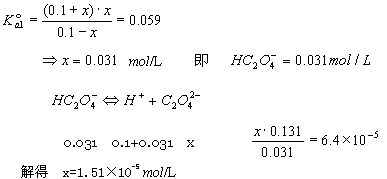 K°a1 = (0.1 + x) · x / 0.1 − x = 0.059
⇒ x = 0.031 mol/L 即 HC2O4− = 0.031mol / L
HC2O4− ⇔ H+ + C2O42−
0.031 0.1+0.031 X x· 0.131 / 0.031 = 6.4×10−5
解得 x=1.51×10-5 mol/L